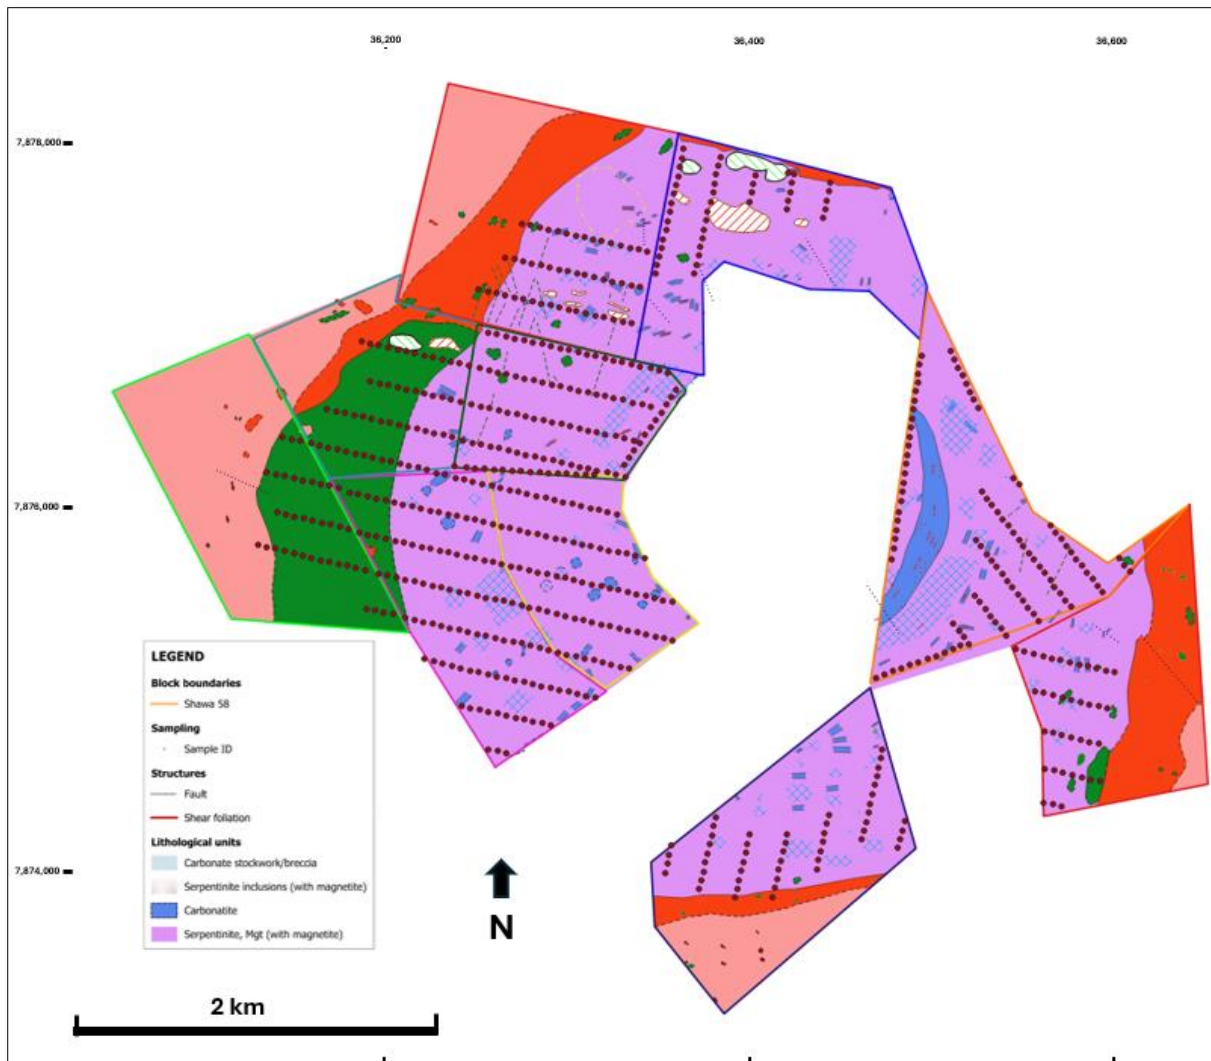 36,200
36,400
36,600
7,878,000
7,876,000
7,874,000
LEGEND
Block boundaries
Shawa 58
Sampling
Sample ID
Structures
Fault
Shear foliation
Lithological units
Carbonate stockwork/breccia
Serpentinite inclusions (with magnetite)
Carbonatite
Serpentinite, Mgt (with magnetite)
N
2 km